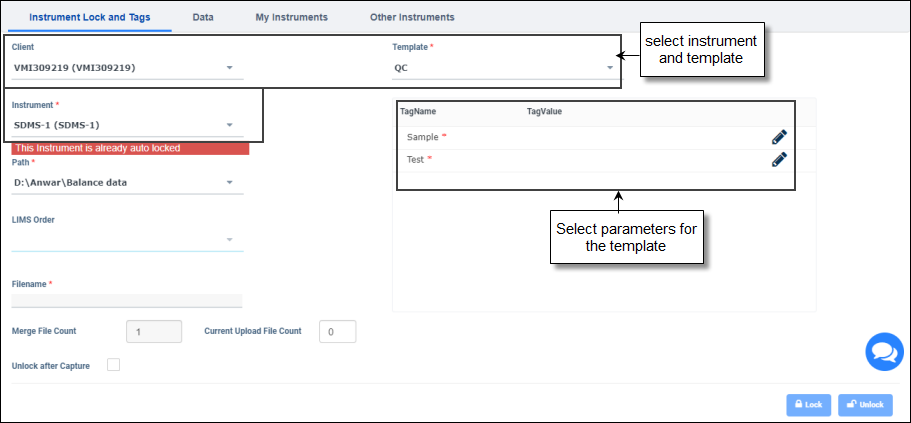 Instrument Lock and Tags
Data
My Instruments
Other Instruments
Client
VMI309219 (VMI309219)
Template *
QC
select instrument
and template
Instrument *
SDMS-1 (SDMS-1)
This Instrument is already auto locked
TagName
TagValue
Sample *
Test *
Path *
D:\Anwar\Balance data
Select parameters for
the template
LIMS Order
Filename *
Merge File Count
1
Current Upload File Count
0
Unlock after Capture
Lock
Unlock